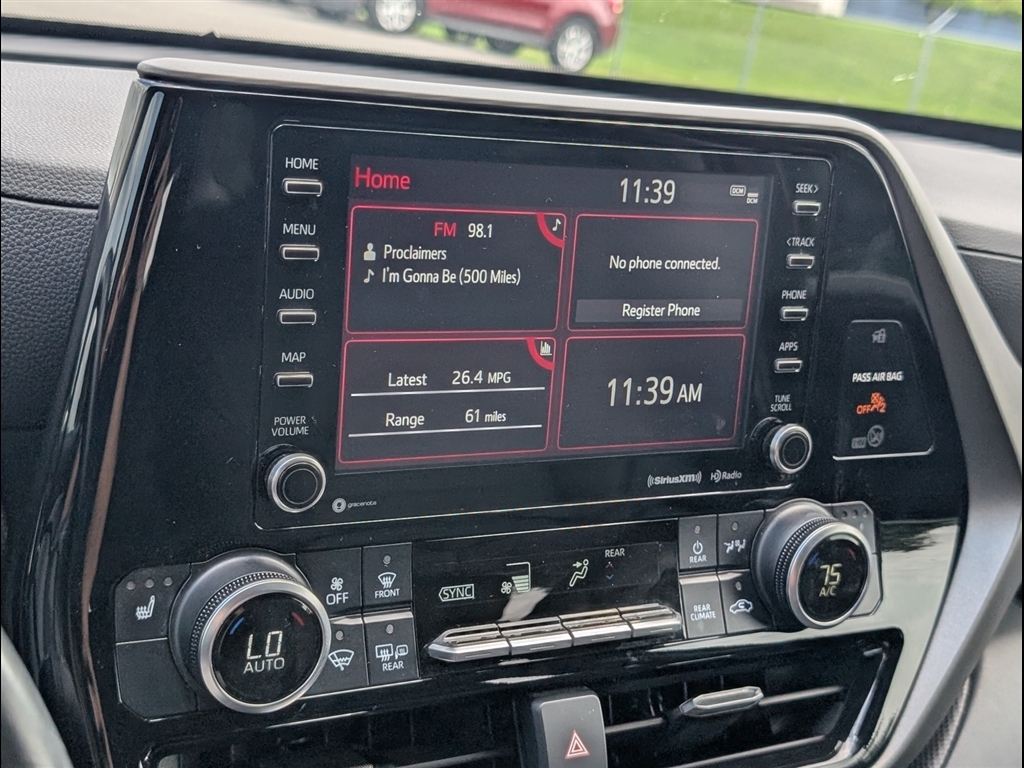 HOME
MENU
AUDIO
MAP
POWER
VOLUME
Home
11:39
DCM
DCM
FM 98.1
Proclaimers
I'm Gonna Be (500 Miles)
No phone connected.
Register Phone
Latest 26.4 MPG
Range 61 miles
11:39 AM
gracenote
((SiriusXM))
HD Radio
SEEK>
<TRACK
PHONE
APPS
TUNE
SCROLL
PASS AIR BAG
OFF
2
LO
AUTO
OFF
FRONT
REAR
SYNC
REAR
REAR
REAR
CLIMATE
75
A/C